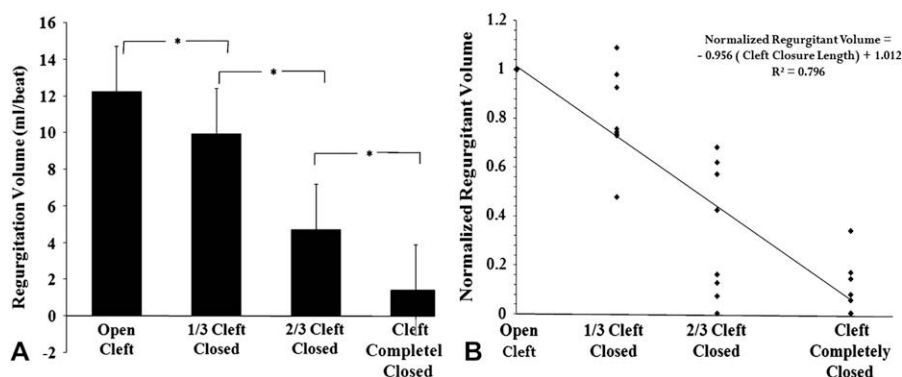 16
14
12
10
8
6
4
2
0
-2
Regurgitation Volume (ml/beat)
*
*
*
Open
Cleft
1/3 Cleft
Closed
2/3 Cleft
Closed
Cleft
Completel
Closed
A
Normalized Regurgitant Volume =
- 0.956 ( Cleft Closure Length) + 1.012
R² = 0.796
1
0.8
0.6
0.4
0.2
0
Normalized Regurgitant Volume
Open
Cleft
1/3 Cleft
Closed
2/3 Cleft
Closed
Cleft
Completely
Closed
B